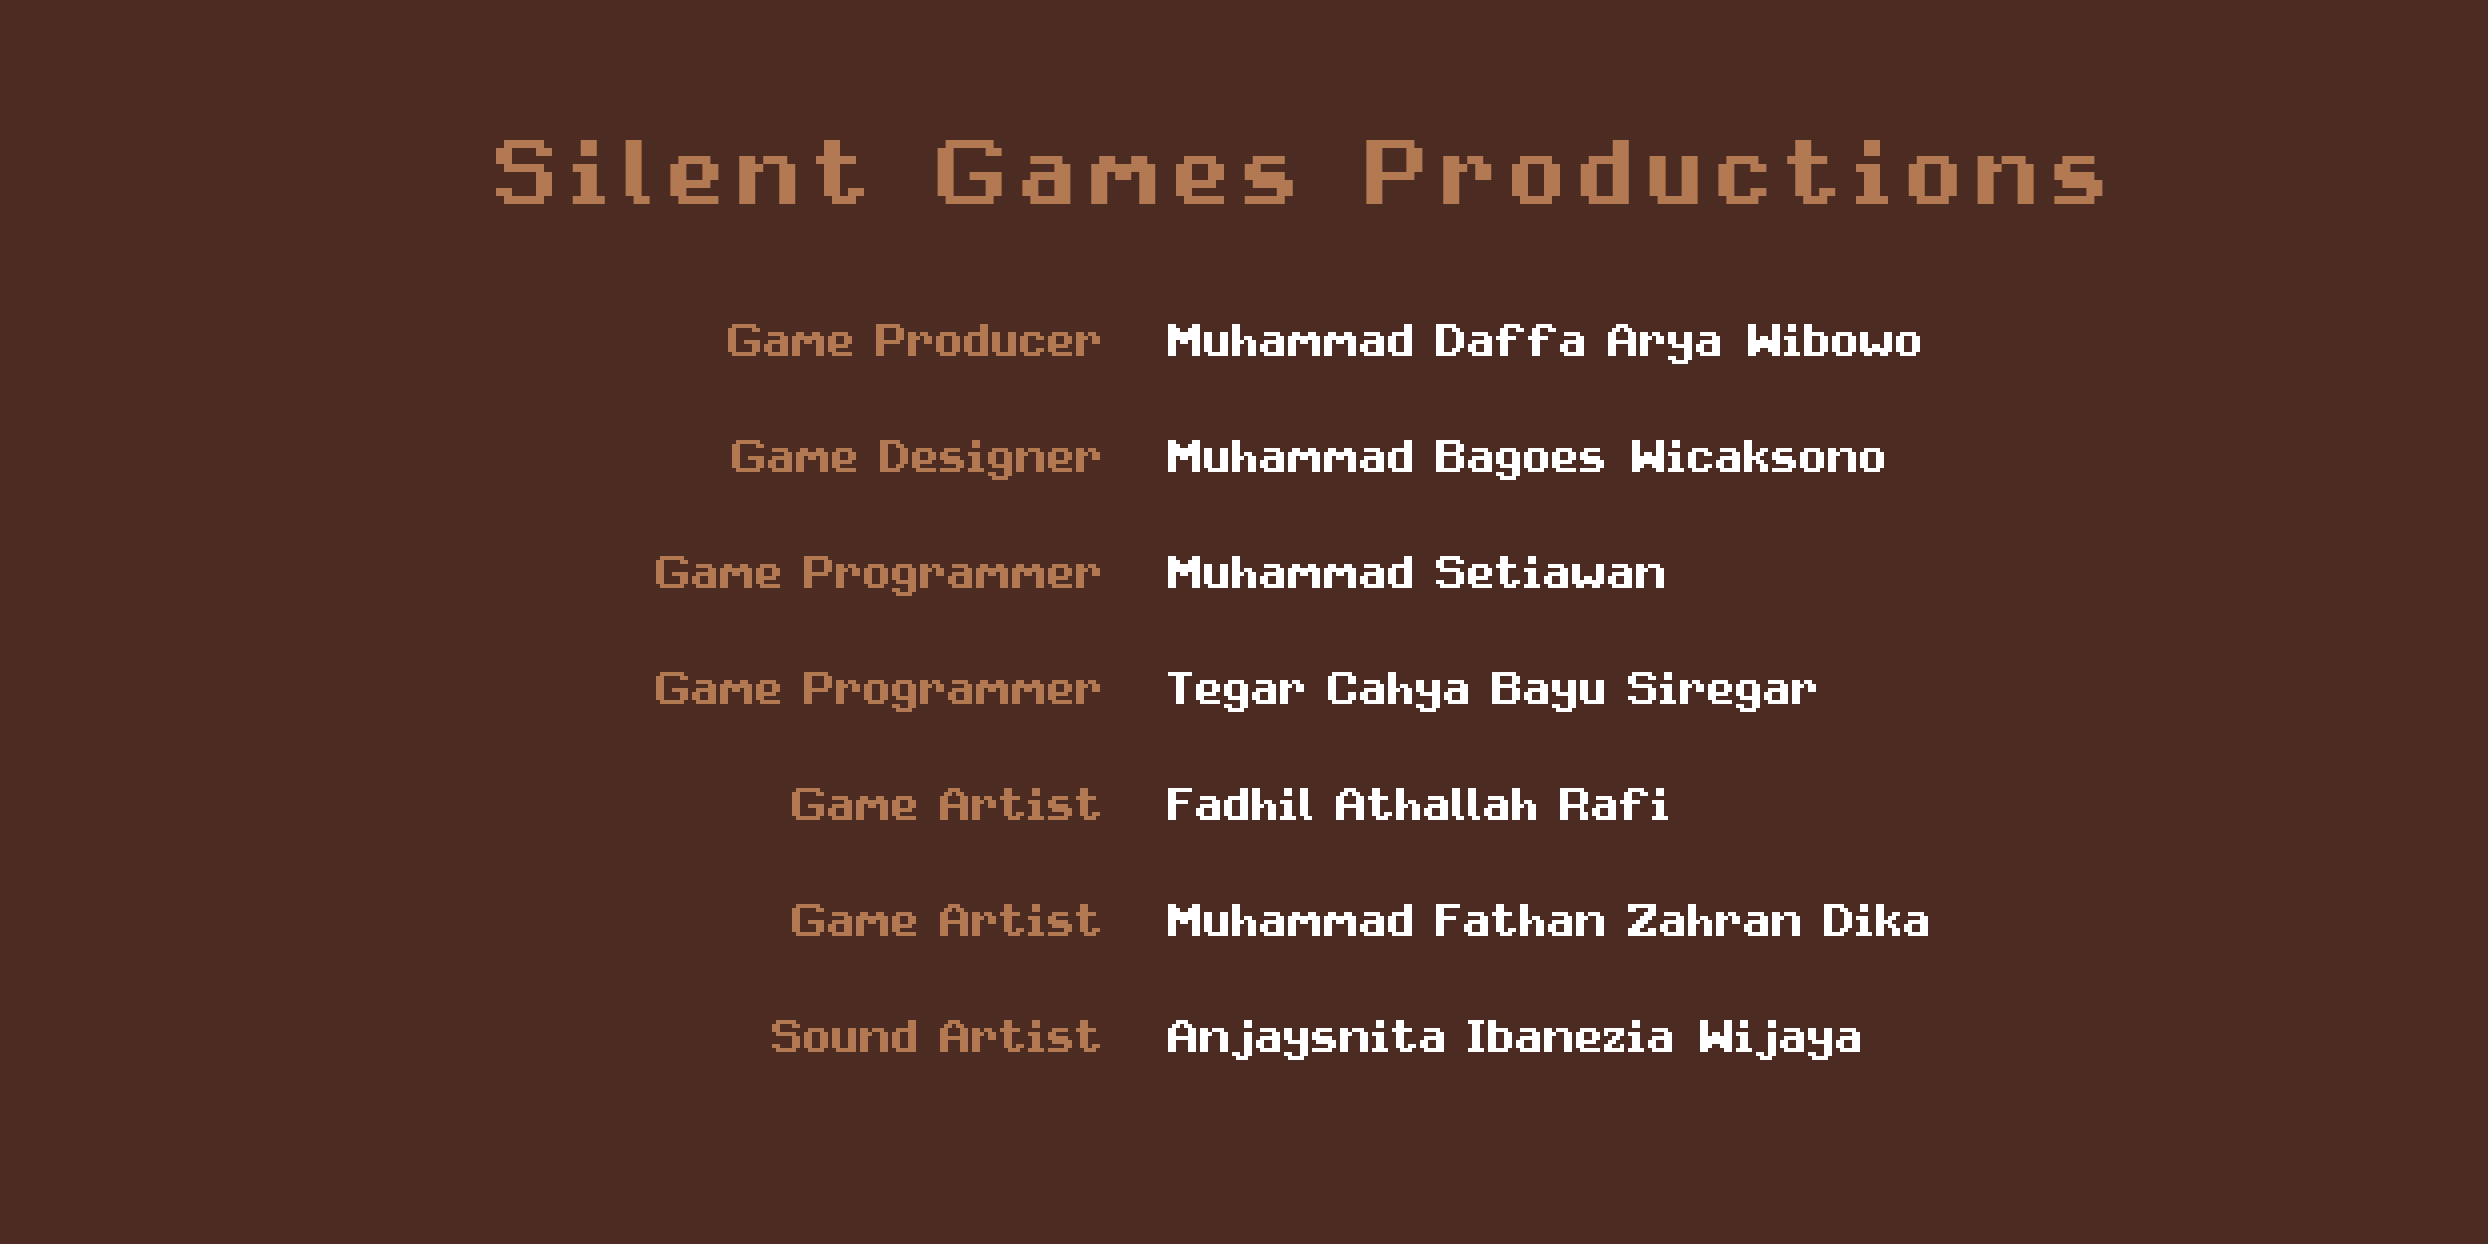 Silent Games Productions
Game Producer Muhammad Daffa Arya Wibowo
Game Designer Muhammad Bagoes Wicaksono
Game Programmer Muhammad Setiawan
Game Programmer Tegar Cahya Bayu Siregar
Game Artist Fadhil Athallah Rafi
Game Artist Muhammad Fathan Zahran Dika
Sound Artist Anjaysnita Ibanezia Wijaya